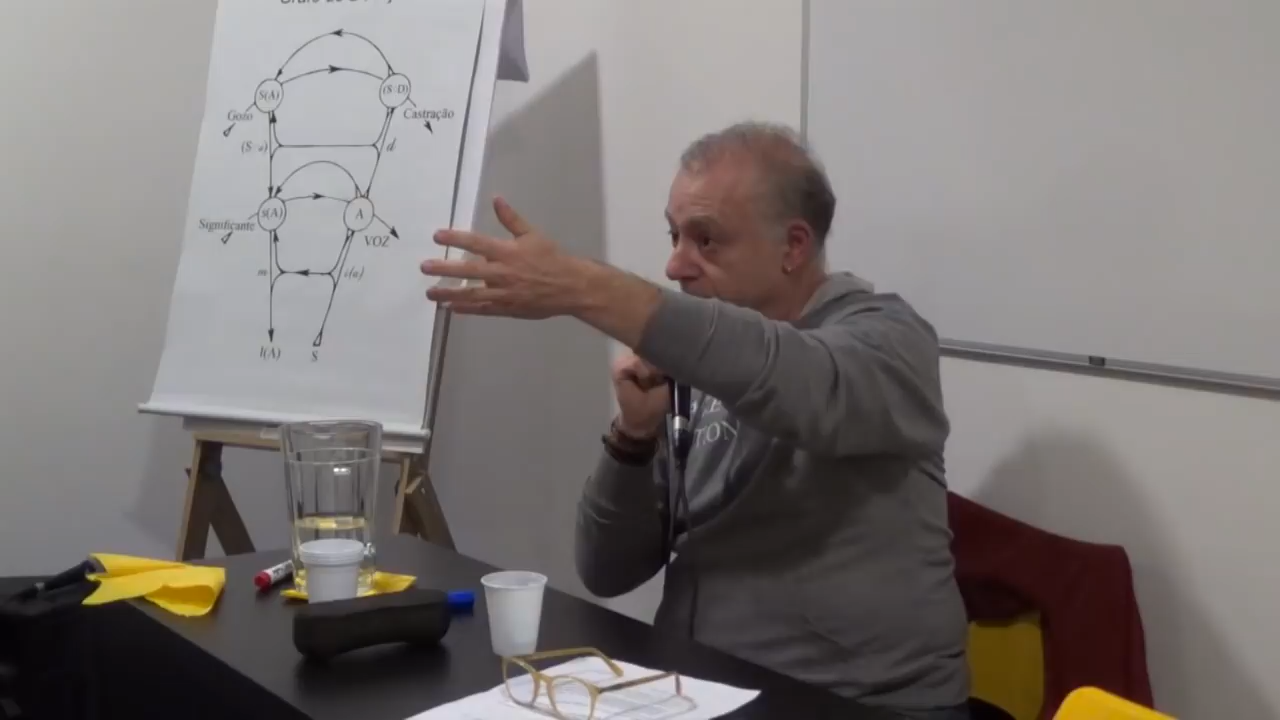 S(A)
(S◇D)
Gozo
Castração
d
s(A)
A
Significante
VOZ
m
i(a)
I(A)
S